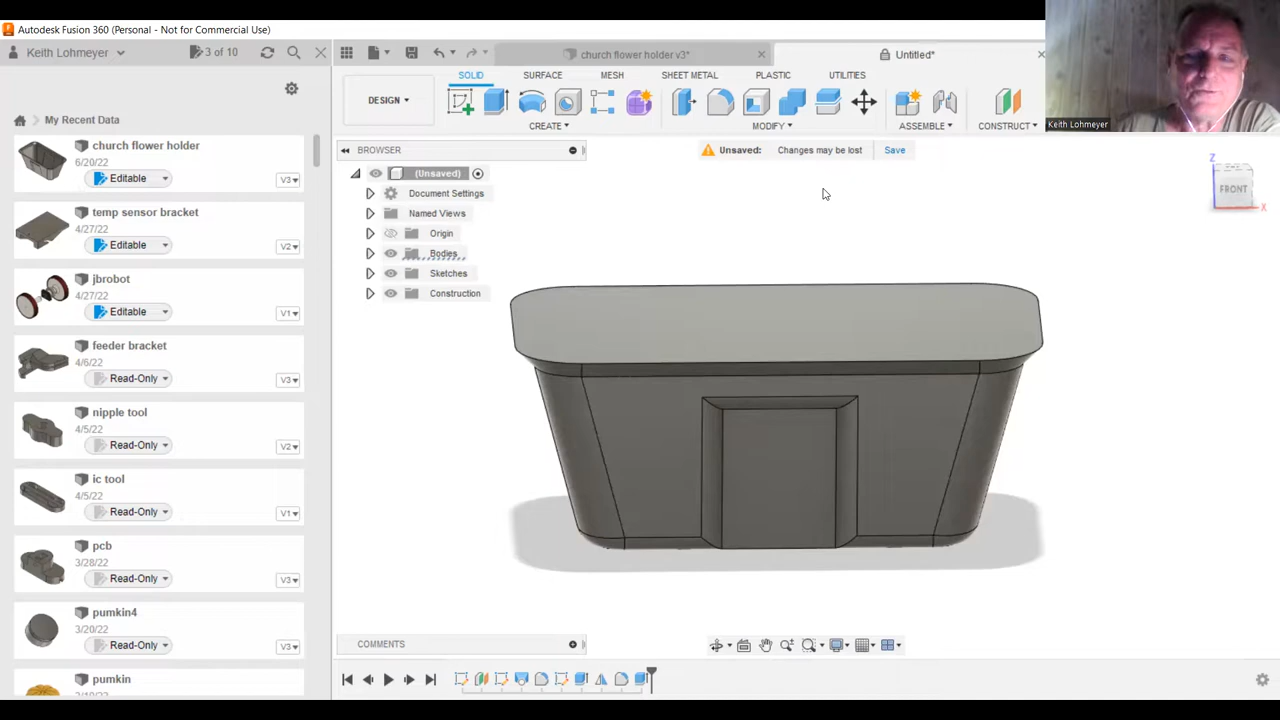 Autodesk Fusion 360 (Personal - Not for Commercial Use)
Keith Lohmeyer
3 of 10
church flower holder v3*
Untitled*
DESIGN
SOLID
SURFACE
MESH
SHEET METAL
PLASTIC
UTILITIES
CREATE
MODIFY
ASSEMBLE
CONSTRUCT
Keith Lohmeyer
My Recent Data
church flower holder
6/20/22
Editable
V3
temp sensor bracket
4/27/22
Editable
V2
jbrobot
4/27/22
Editable
V1
feeder bracket
4/6/22
Read-Only
V3
nipple tool
4/5/22
Read-Only
V2
ic tool
4/5/22
Read-Only
V1
pcb
3/28/22
Read-Only
V3
pumkin4
3/20/22
Read-Only
V3
pumkin
BROWSER
(Unsaved)
Document Settings
Named Views
Origin
Bodies
Sketches
Construction
Unsaved: Changes may be lost
Save
Z
FRONT
X
COMMENTS